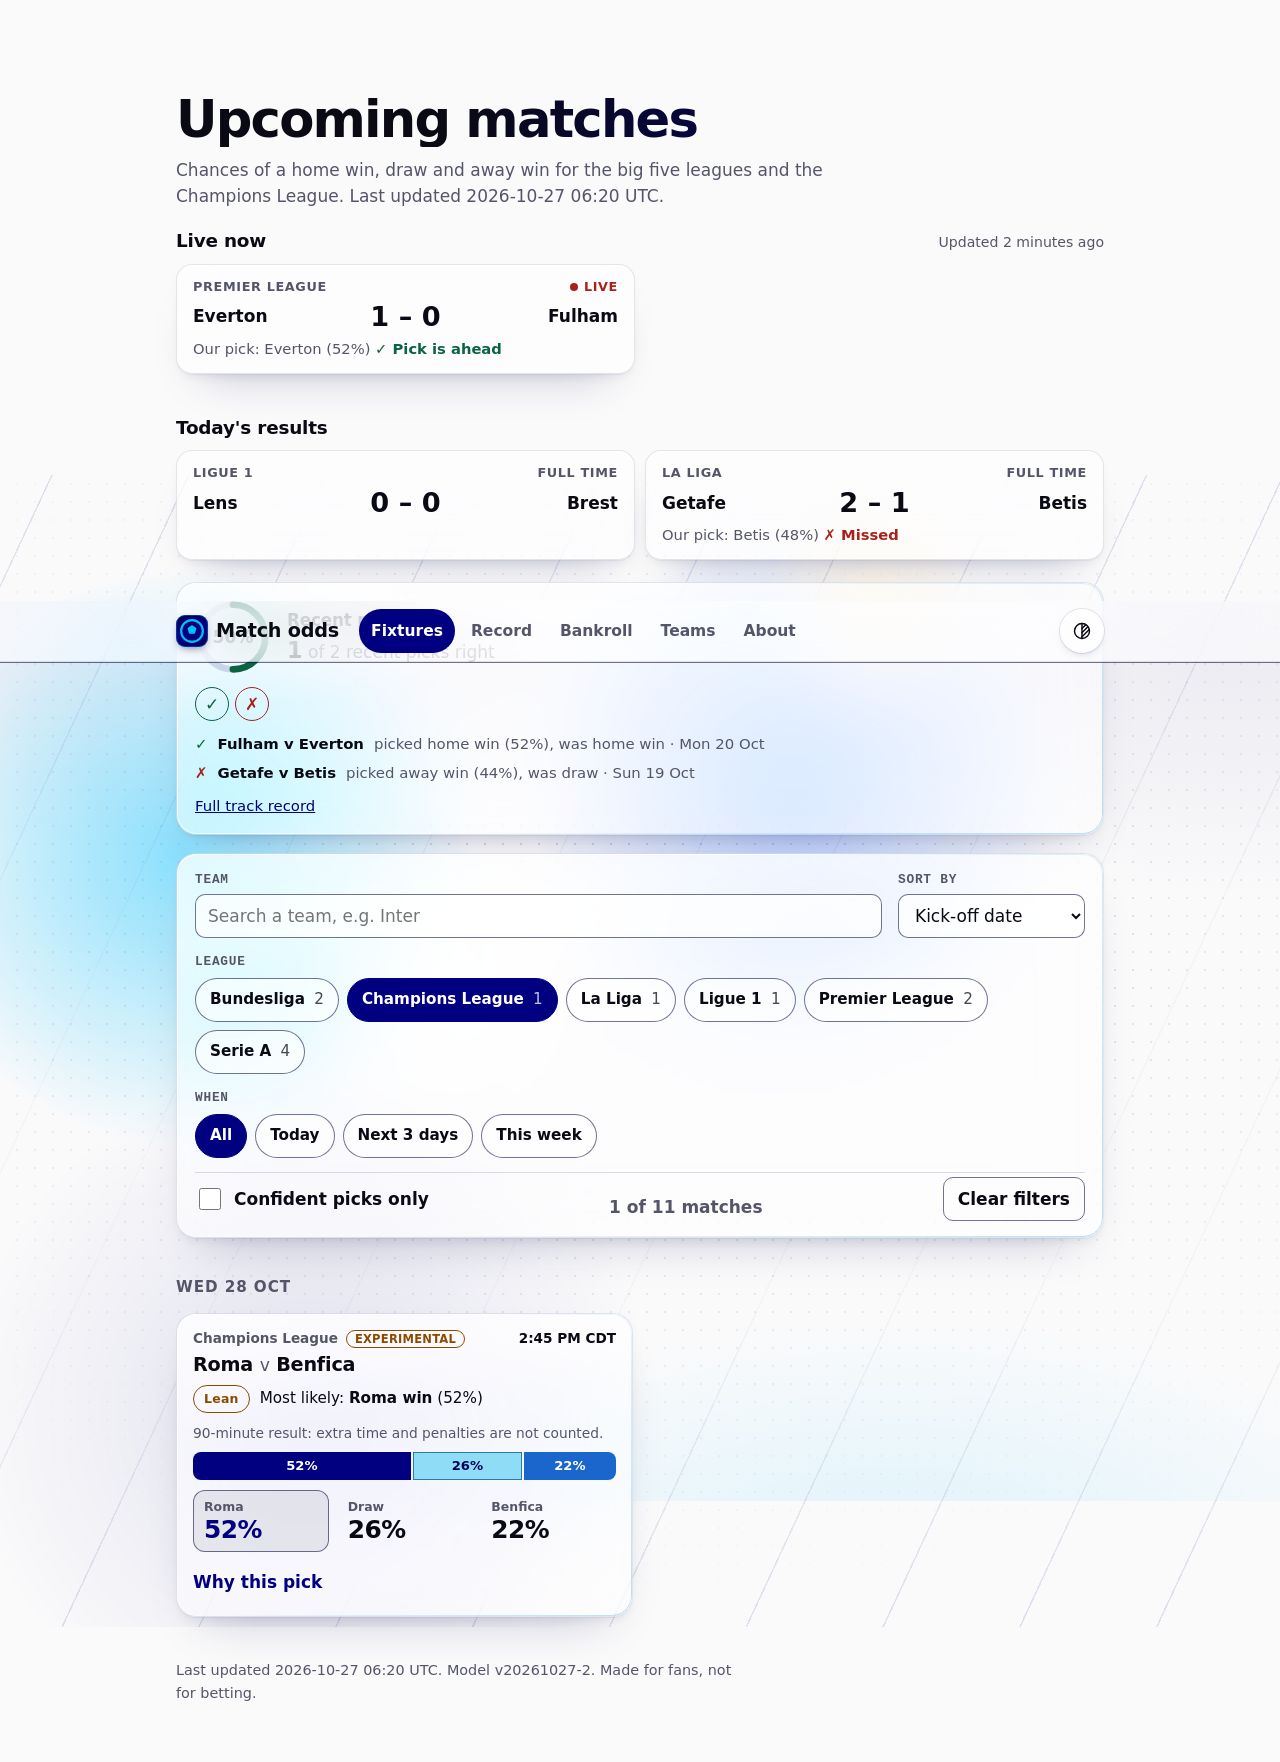 Upcoming matches
Chances of a home win, draw and away win for the big five leagues and the
Champions League. Last updated 2026-10-27 06:20 UTC.
Live now
Updated 2 minutes ago
PREMIER LEAGUE
LIVE
Everton 1 – 0 Fulham
Our pick: Everton (52%) ✓ Pick is ahead
Today's results
LIGUE 1
FULL TIME
Lens 0 – 0 Brest
LA LIGA
FULL TIME
Getafe 2 – 1 Betis
Our pick: Betis (48%) ✗ Missed
Match odds
Fixtures
Record
Bankroll
Teams
About
Recent
1 of 2 recent picks right
✓ ✗
✓ Fulham v Everton picked home win (52%), was home win · Mon 20 Oct
✗ Getafe v Betis picked away win (44%), was draw · Sun 19 Oct
Full track record
TEAM
Search a team, e.g. Inter
SORT BY
Kick-off date
LEAGUE
Bundesliga 2
Champions League 1
La Liga 1
Ligue 1 1
Premier League 2
Serie A 4
WHEN
All
Today
Next 3 days
This week
Confident picks only
1 of 11 matches
Clear filters
WED 28 OCT
Champions League EXPERIMENTAL 2:45 PM CDT
Roma v Benfica
Lean Most likely: Roma win (52%)
90-minute result: extra time and penalties are not counted.
52% 26% 22%
Roma
52%
Draw
26%
Benfica
22%
Why this pick
Last updated 2026-10-27 06:20 UTC. Model v20261027-2. Made for fans, not
for betting.